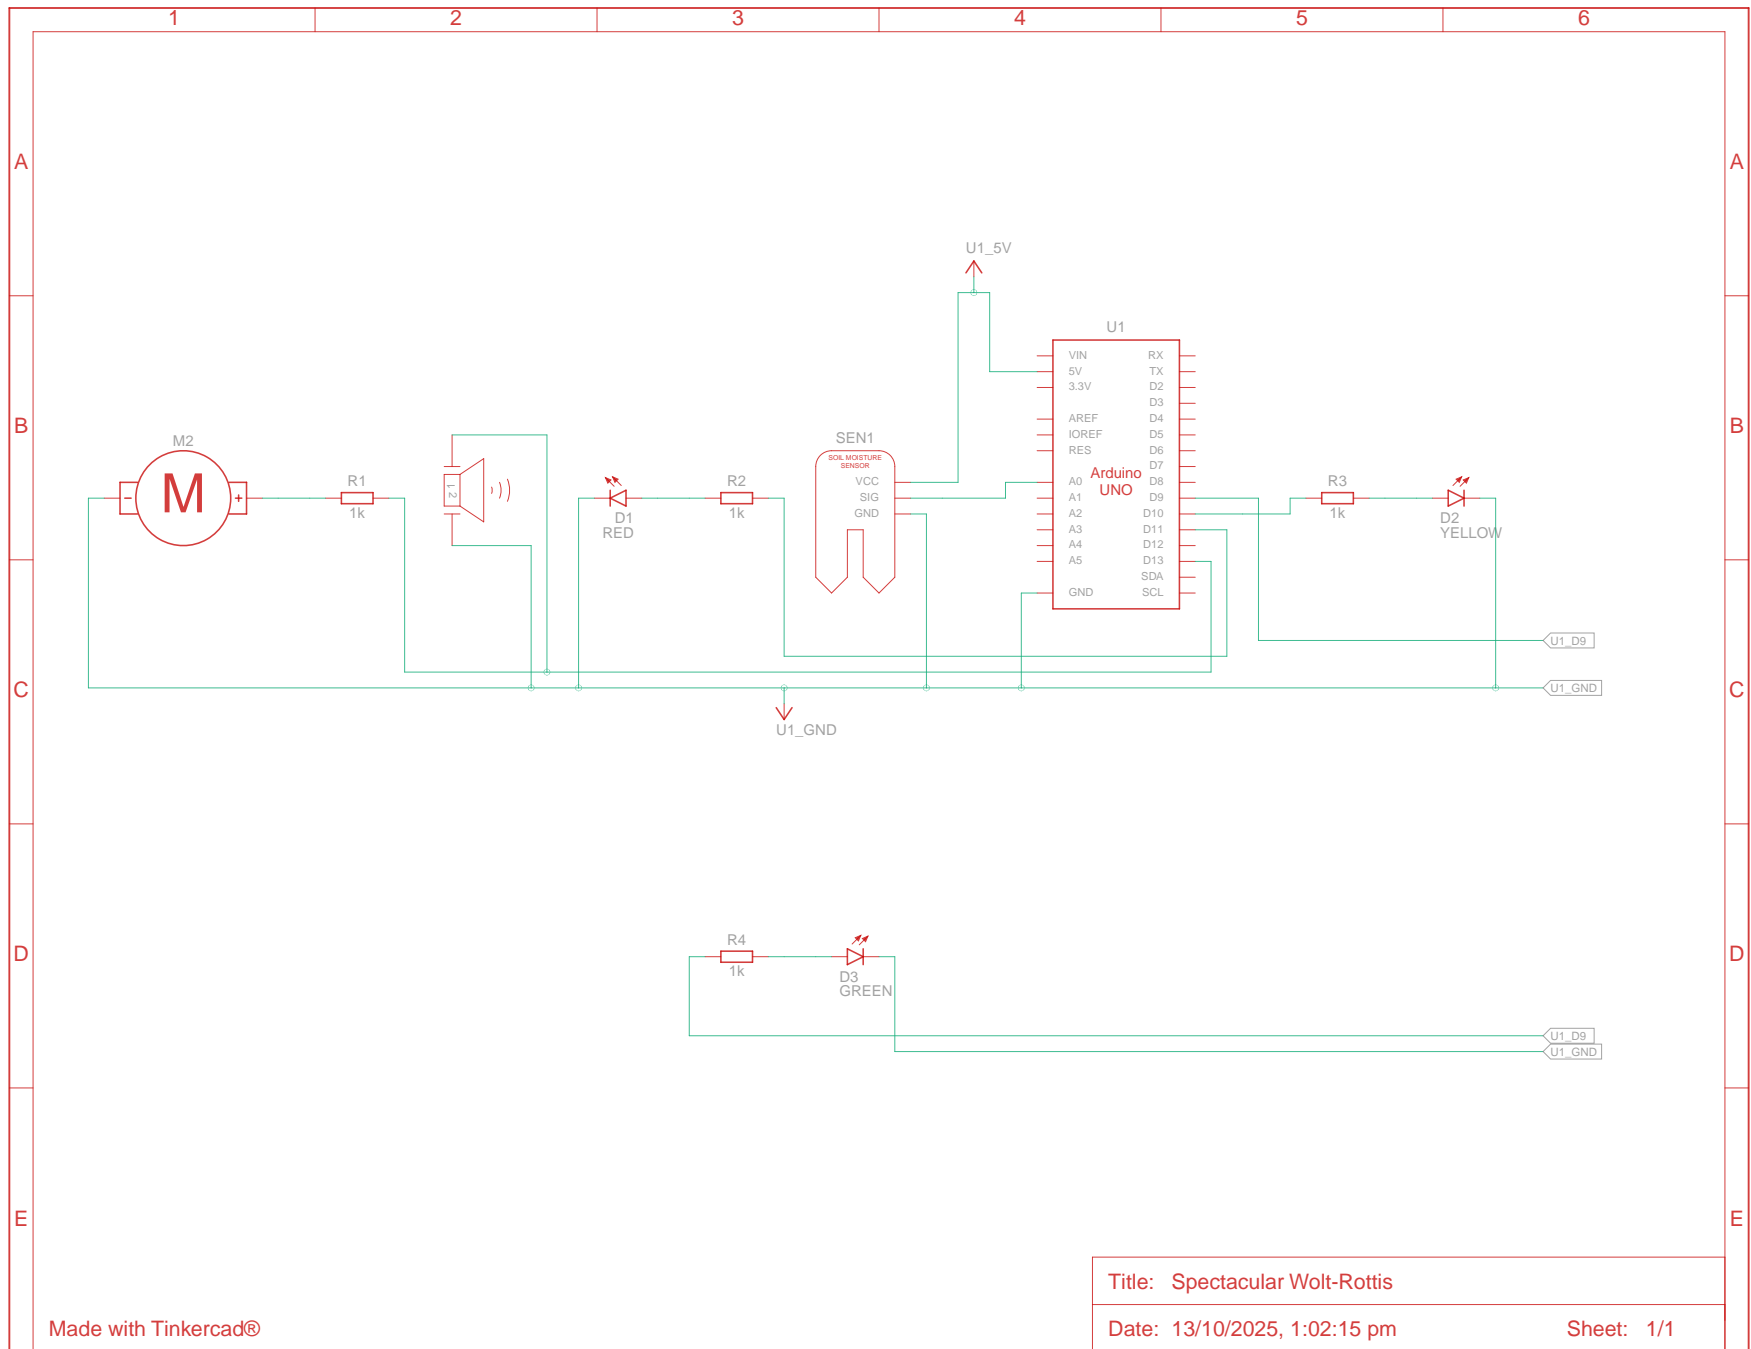 1 2 3 4 5 6
A A
U1_5V
B B
U1
VIN RX
5V TX
3.3V D2
D3
AREF D4
IOREF D5
RES D6
D7
A0 D8
A1 D9
A2 D10
A3 D11
A4 D12
A5 D13
SDA
GND SCL
Arduino
UNO
M2
M
- +
R1
1k
1 2
D1
RED
R2
1k
SEN1
SOIL MOISTURE
SENSOR
VCC
SIG
GND
R3
1k
D2
YELLOW
U1_D9
C C
U1_GND
U1_GND
D D
R4
1k
D3
GREEN
U1_D9
U1_GND
E E
Title: Spectacular Wolt-Rottis
Made with Tinkercad®
Date: 13/10/2025, 1:02:15 pm Sheet: 1/1